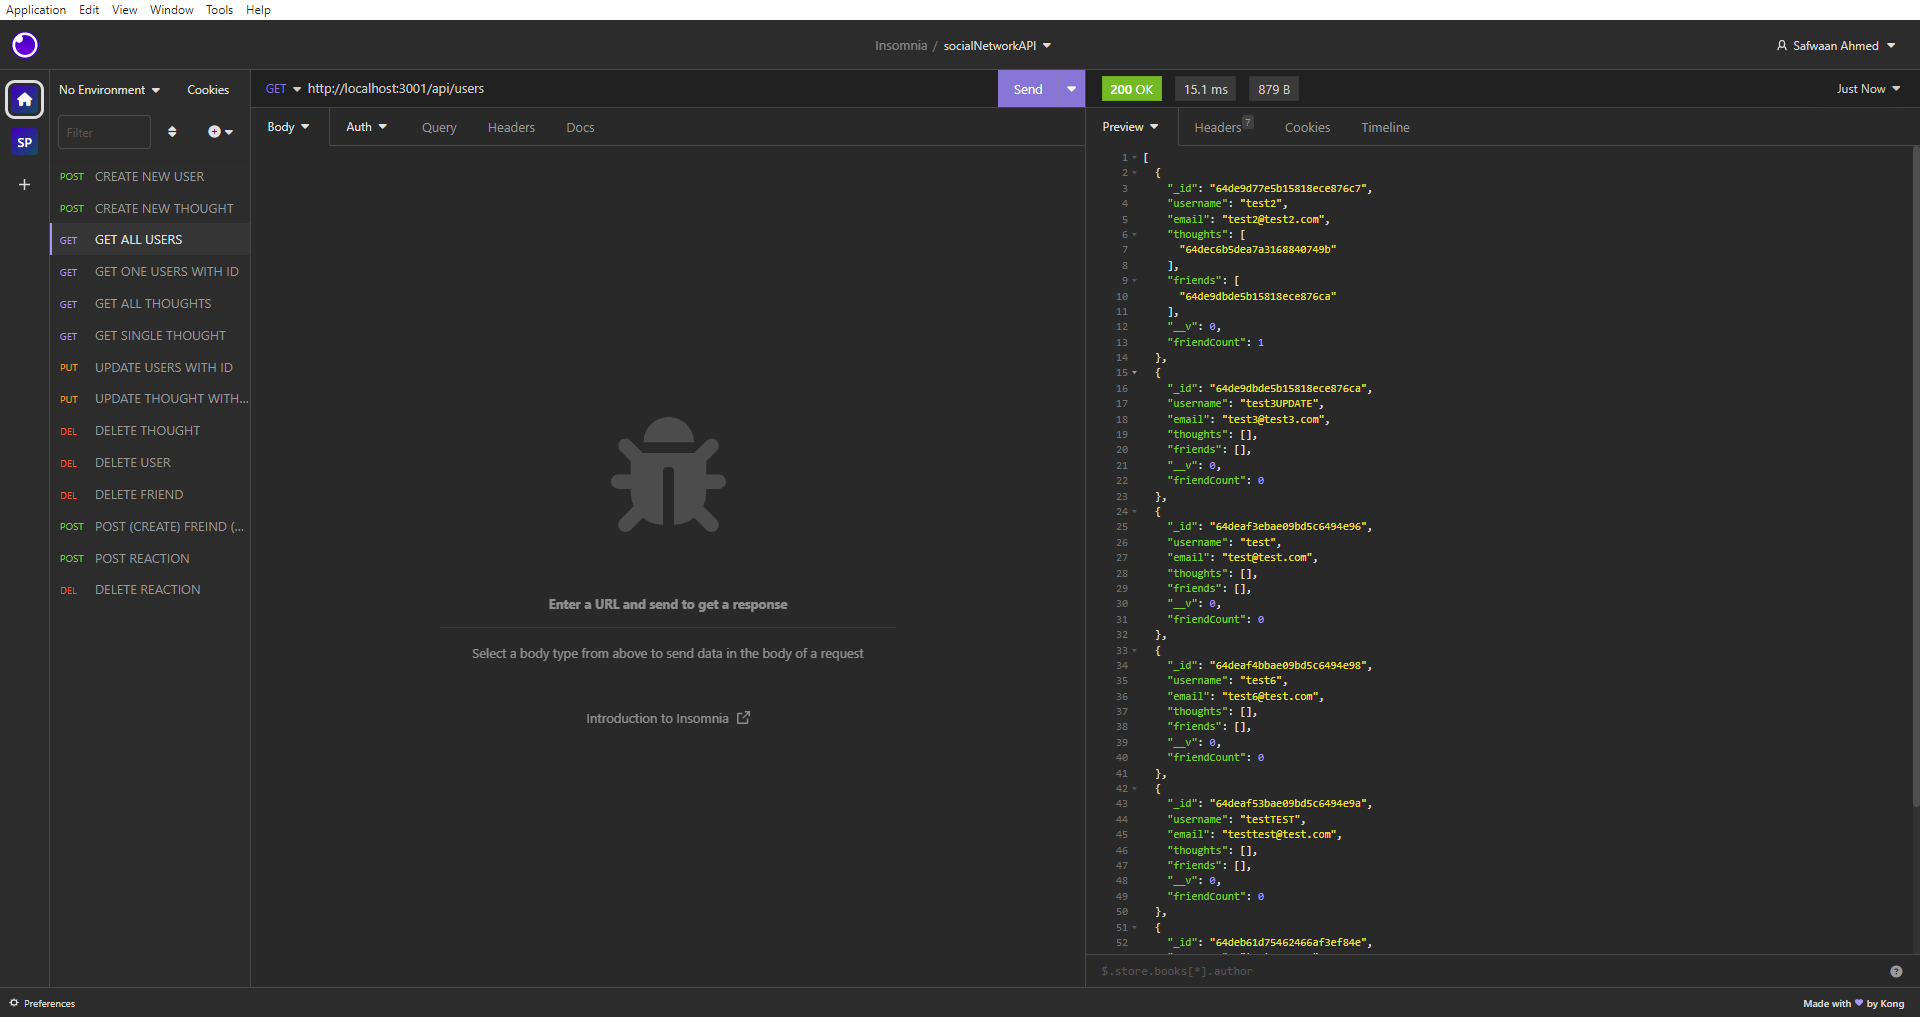 Application Edit View Window Tools Help
Insomnia / socialNetworkAPI
Safwaan Ahmed
No Environment
Cookies
Filter
SP
POST CREATE NEW USER
POST CREATE NEW THOUGHT
GET GET ALL USERS
GET GET ONE USERS WITH ID
GET GET ALL THOUGHTS
GET GET SINGLE THOUGHT
PUT UPDATE USERS WITH ID
PUT UPDATE THOUGHT WITH...
DEL DELETE THOUGHT
DEL DELETE USER
DEL DELETE FRIEND
POST POST (CREATE) FREIND (...
POST POST REACTION
DEL DELETE REACTION
GET http://localhost:3001/api/users
Send
Body Auth Query Headers Docs
Enter a URL and send to get a response
Select a body type from above to send data in the body of a request
Introduction to Insomnia
200 OK 15.1 ms 879 B
Just Now
Preview Headers 7 Cookies Timeline
1 [
2 {
3 "_id": "64de9d77e5b15818ece876c7",
4 "username": "test2",
5 "email": "test2@test2.com",
6 "thoughts": [
7 "64dec6b5dea7a3168840749b"
8 ],
9 "friends": [
10 "64de9dbde5b15818ece876ca"
11 ],
12 "__v": 0,
13 "friendCount": 1
14 },
15 {
16 "_id": "64de9dbde5b15818ece876ca",
17 "username": "test3UPDATE",
18 "email": "test3@test3.com",
19 "thoughts": [],
20 "friends": [],
21 "__v": 0,
22 "friendCount": 0
23 },
24 {
25 "_id": "64deaf3ebae09bd5c6494e96",
26 "username": "test",
27 "email": "test@test.com",
28 "thoughts": [],
29 "friends": [],
30 "__v": 0,
31 "friendCount": 0
32 },
33 {
34 "_id": "64deaf4bbae09bd5c6494e98",
35 "username": "test6",
36 "email": "test6@test.com",
37 "thoughts": [],
38 "friends": [],
39 "__v": 0,
40 "friendCount": 0
41 },
42 {
43 "_id": "64deaf53bae09bd5c6494e9a",
44 "username": "testTEST",
45 "email": "testtest@test.com",
46 "thoughts": [],
47 "friends": [],
48 "__v": 0,
49 "friendCount": 0
50 },
51 {
52 "_id": "64deb61d75462466af3ef84e",
$.store.books[*].author
Preferences
Made with 💜 by Kong